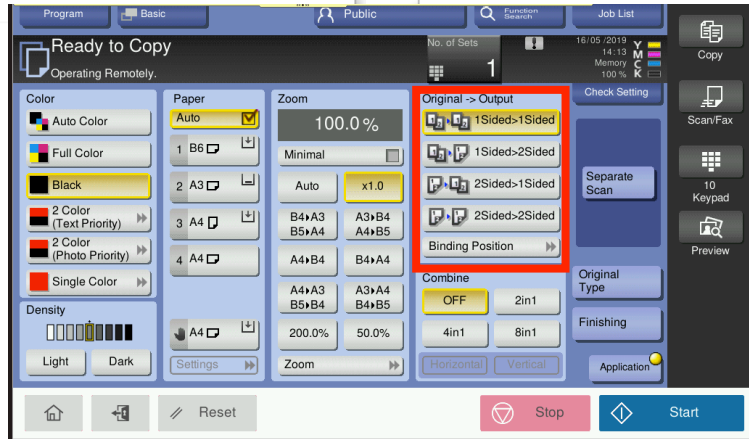 Program
Basic
Public
Function
Search
Job List
Ready to Copy
Operating Remotely.
No. of Sets
1
16/05/2019
14:13
Memory
100 %
Y
M
C
K
Copy
Scan/Fax
10
Keypad
Preview
Color
Auto Color
Full Color
Black
2 Color
(Text Priority)
2 Color
(Photo Priority)
Single Color
Density
Light
Dark
Paper
Auto
1 B6
2 A3
3 A4
4 A4
A4
Settings
Zoom
100.0%
Minimal
Auto
x1.0
B4▸A3
B5▸A4
A3▸B4
A4▸B5
A4▸B4
B4▸A4
A4▸A3
B5▸B4
A3▸A4
B4▸B5
200.0%
50.0%
Zoom
Original -> Output
1Sided>1Sided
1Sided>2Sided
2Sided>1Sided
2Sided>2Sided
Binding Position
Combine
OFF
2in1
4in1
8in1
Horizontal
Vertical
Check Setting
Separate
Scan
Original
Type
Finishing
Application
Reset
Stop
Start